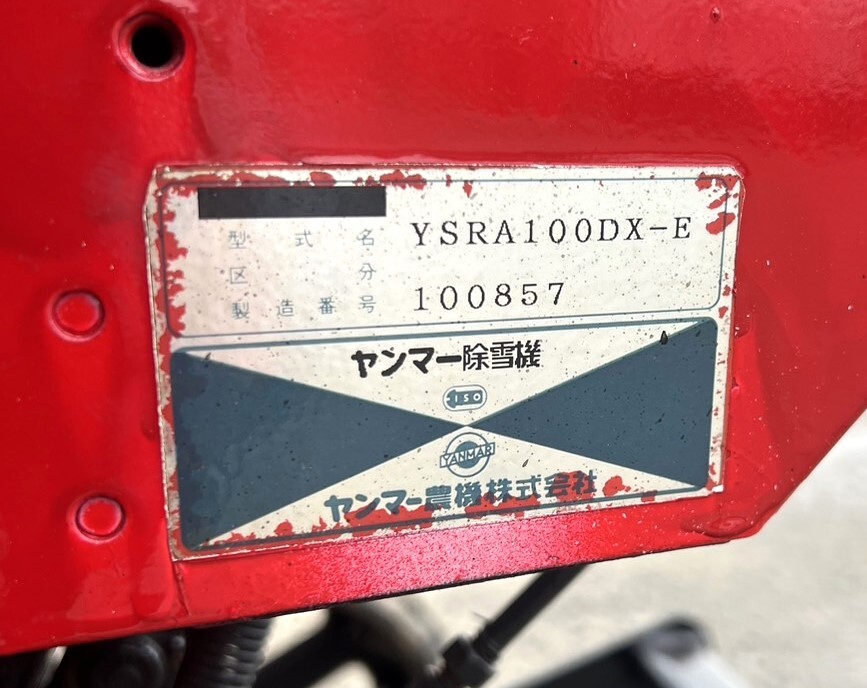 型式名 YSRA100DX-E
区分
製造番号 100857
ヤンマー除雪機
ISO
YANMAR
ヤンマー農機株式会社